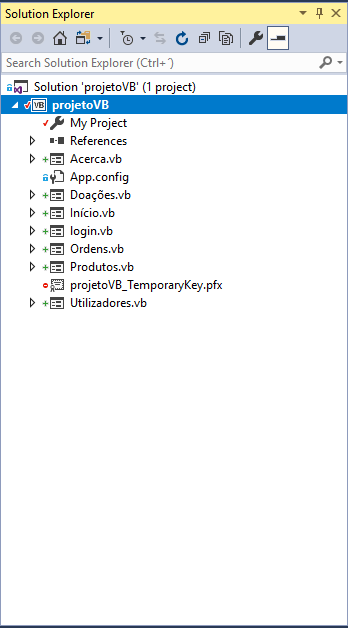 Solution Explorer
Search Solution Explorer (Ctrl+´)
Solution 'projetoVB' (1 project)
VB projetoVB
My Project
References
Acerca.vb
App.config
Doações.vb
Início.vb
login.vb
Ordens.vb
Produtos.vb
projetoVB_TemporaryKey.pfx
Utilizadores.vb